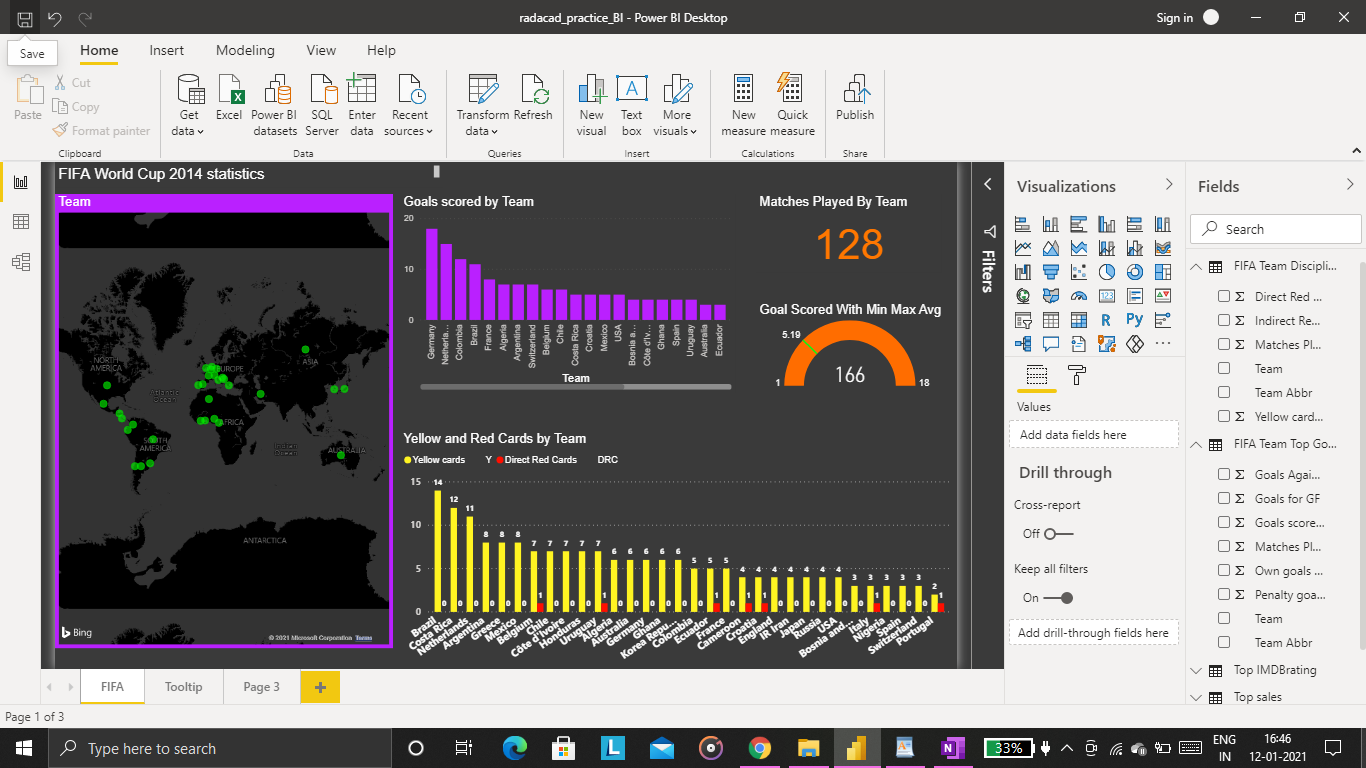 radacad_practice_BI - Power BI Desktop
Sign in
Save
Home
Insert
Modeling
View
Help
Paste
Cut
Copy
Format painter
Clipboard
Get
data
Excel
Power BI
datasets
SQL
Server
Enter
data
Recent
sources
Data
Transform
data
Refresh
Queries
New
visual
Text
box
More
visuals
Insert
New
measure
Quick
measure
Calculations
Publish
Share
FIFA World Cup 2014 statistics
Team
NORTH
AMERICA
EUROPE
ASIA
Atlantic
Ocean
AFRICA
SOUTH
AMERICA
Indian
Ocean
AUSTRALIA
ANTARCTICA
Bing
© 2021 Microsoft Corporation Terms
Goals scored by Team
20
10
0
Germany
Netherla...
Colombia
Brazil
France
Algeria
Argentina
Switzerland
Belgium
Chile
Costa Rica
Croatia
Mexico
USA
Bosnia a...
Côte d'Iv...
Ghana
Spain
Uruguay
Australia
Ecuador
Team
Matches Played By Team
128
Goal Scored With Min Max Avg
5.19
166
1
18
Yellow and Red Cards by Team
Yellow cards Y Direct Red Cards DRC
15
10
5
0
14 12 11 8 8 8 7 7 7 7 7 6 6 6 6 6 5 5 5 4 4 4 4 4 4 4 3 3 3 3 3 2
0 0 0 0 0 0 1 0 0 0 1 0 0 0 0 0 0 1 0 1 1 0 0 0 0 0 0 1 0 0 1
Brazil
Costa Rica
Netherlands
Argentina
Greece
Mexico
Belgium
Chile
Côte d'Ivoire
Honduras
Uruguay
Algeria
Australia
Germany
Ghana
Korea Repu...
Colombia
Ecuador
France
Cameroon
Croatia
England
IR Iran
Japan
Russia
USA
Bosnia and...
Italy
Nigeria
Spain
Switzerland
Portugal
Filters
Visualizations
R
Py
123
Values
Add data fields here
Drill through
Cross-report
Off
Keep all filters
On
Add drill-through fields here
Fields
Search
FIFA Team Discipli...
Direct Red ...
Indirect Re...
Matches Pl...
Team
Team Abbr
Yellow card...
FIFA Team Top Go...
Goals Agai...
Goals for GF
Goals score...
Matches Pl...
Own goals ...
Penalty goa...
Team
Team Abbr
Top IMDBrating
Top sales
FIFA
Tooltip
Page 3
Page 1 of 3
Type here to search
33%
ENG
IN
16:46
12-01-2021